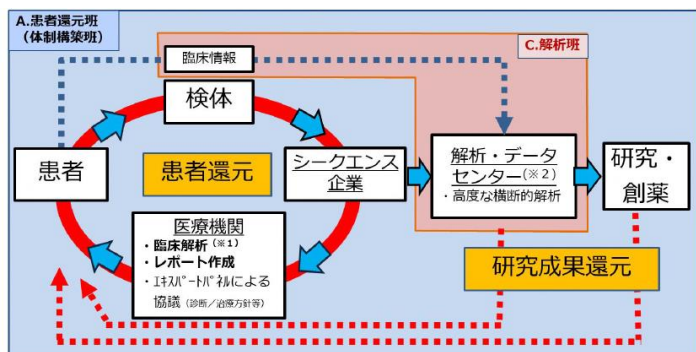 A.患者還元班
（体制構築班）
C.解析班
臨床情報
検体
患者
患者還元
シークエンス
企業
解析・データ
センター(※2)
・高度な横断的解析
研究・
創薬
医療機関
・臨床解析(※1)
・レポート作成
・ｴｷｽﾊﾟｰﾄﾊﾟﾈﾙによる
協議（診断／治療方針等）
研究成果還元